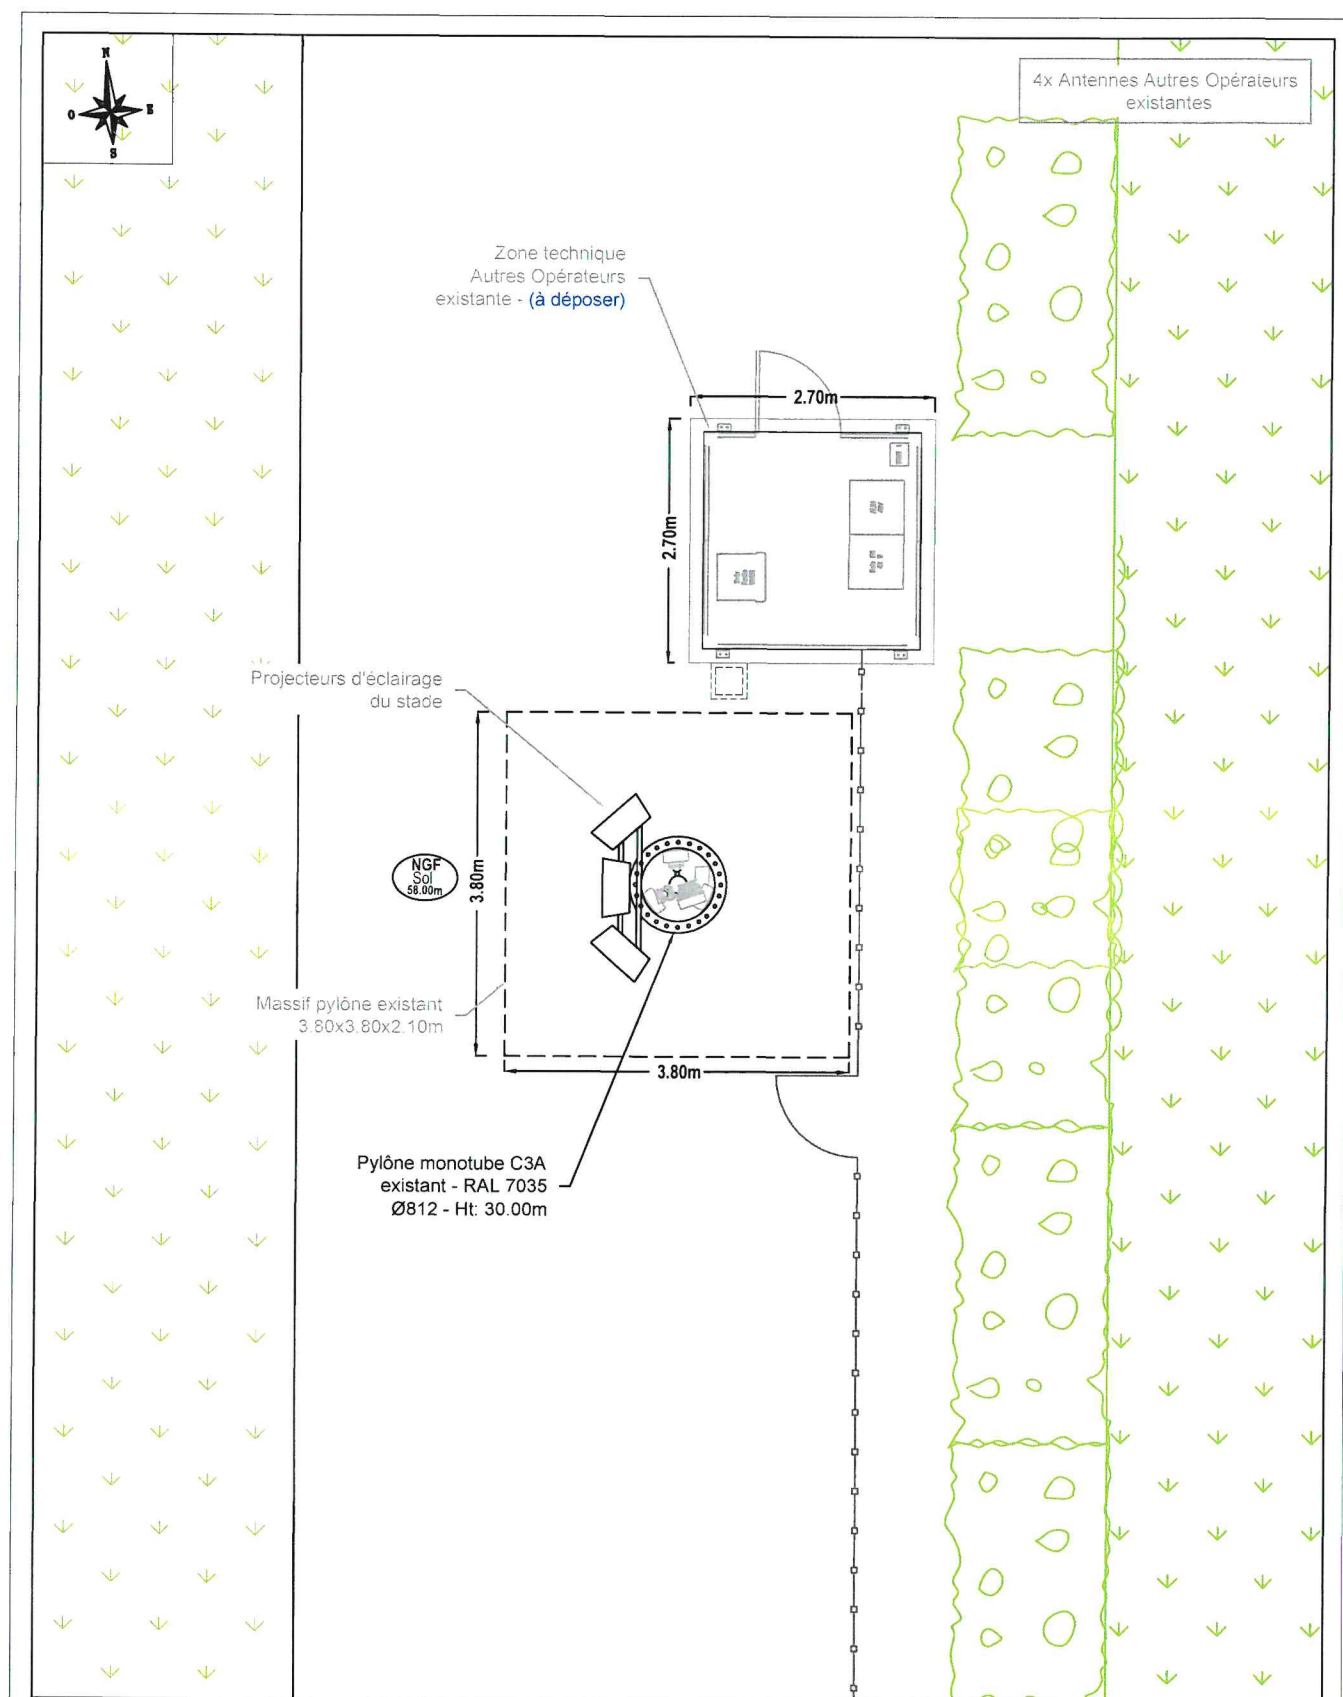 N
O
E
S
4x Antennes Autres Opérateurs
existantes
Zone technique
Autres Opérateurs
existante - (à déposer)
2.70m
2.70m
Projecteurs d'éclairage
du stade
NGF
Sol
58.00m
3.80m
Massif pylône existant
3.80x3.80x2.10m
3.80m
Pylône monotube C3A
existant - RAL 7035
Ø812 - Ht: 30.00m